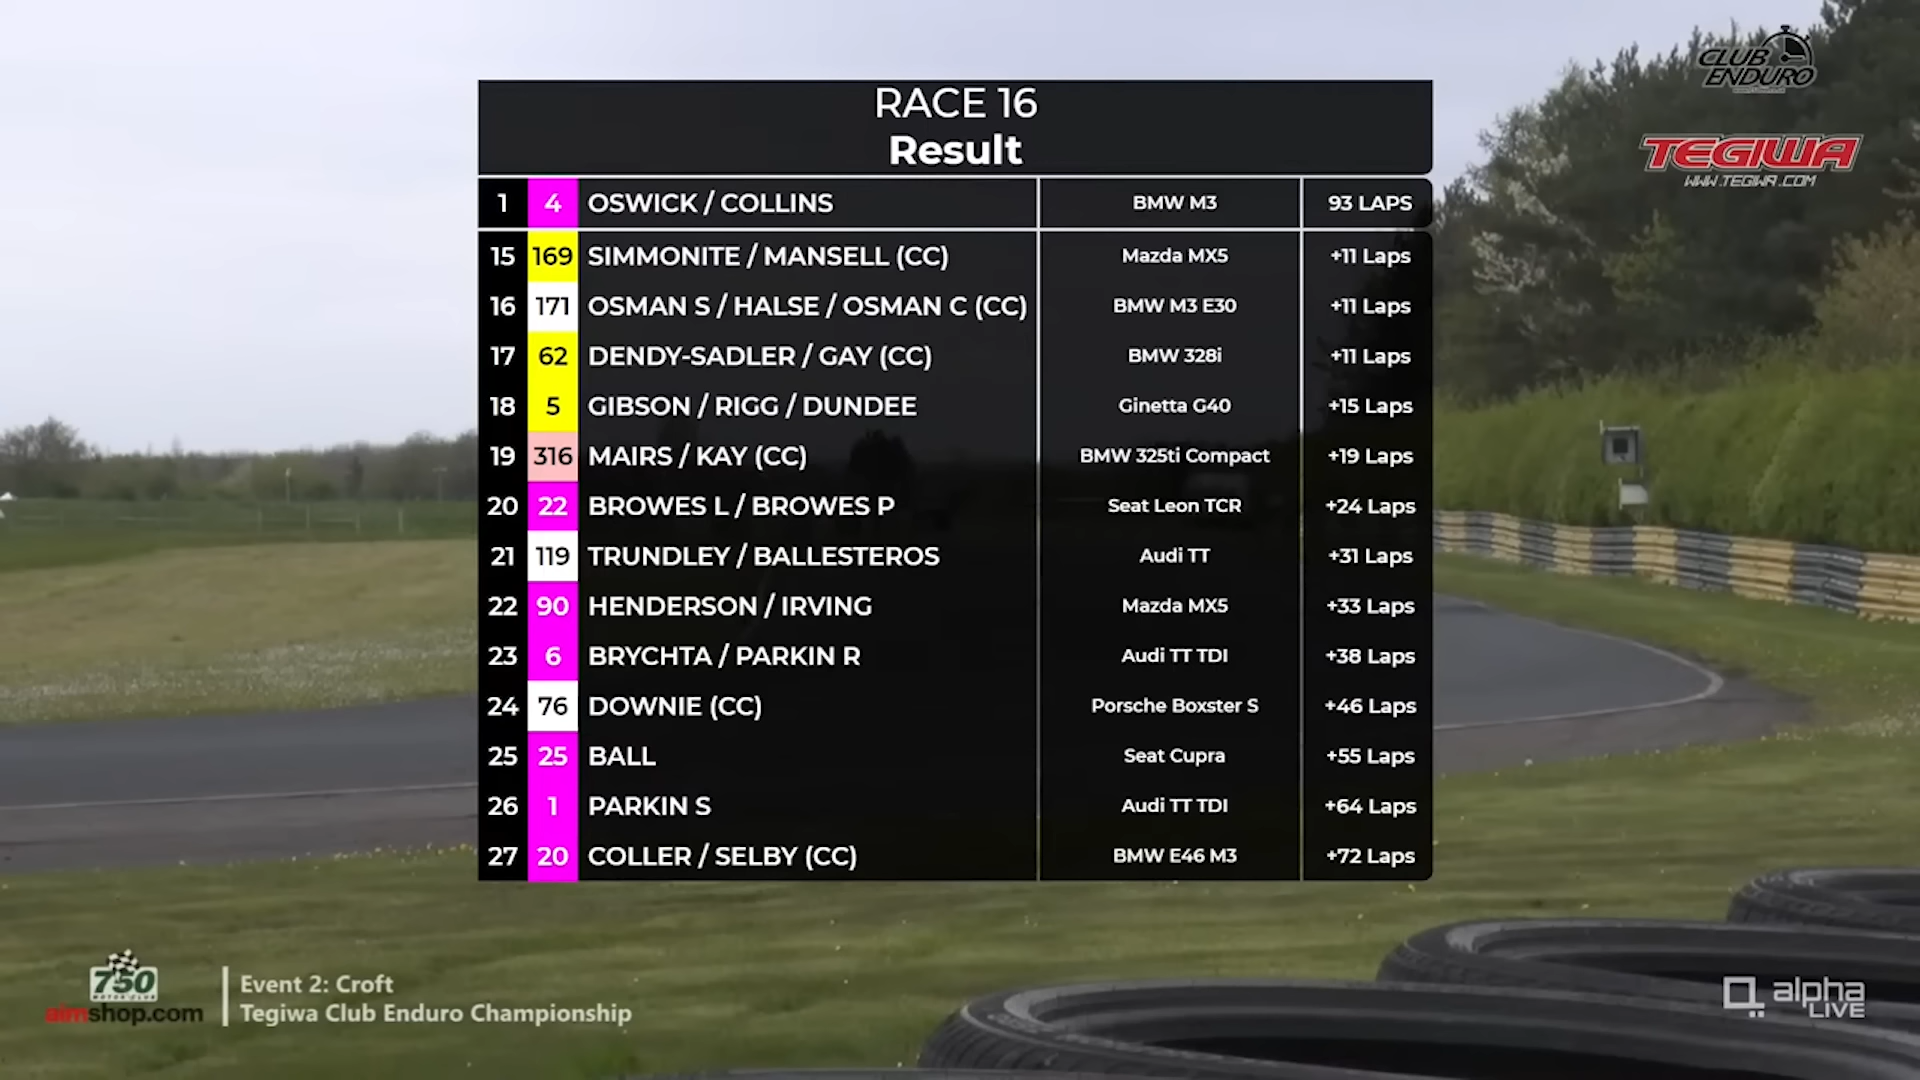 CLUB
ENDURO
TEGIWA
WWW.TEGIWA.COM
RACE 16
Result
1 4 OSWICK / COLLINS BMW M3 93 LAPS
15 169 SIMMONITE / MANSELL (CC) Mazda MX5 +11 Laps
16 171 OSMAN S / HALSE / OSMAN C (CC) BMW M3 E30 +11 Laps
17 62 DENDY-SADLER / GAY (CC) BMW 328i +11 Laps
18 5 GIBSON / RIGG / DUNDEE Ginetta G40 +15 Laps
19 316 MAIRS / KAY (CC) BMW 325ti Compact +19 Laps
20 22 BROWES L / BROWES P Seat Leon TCR +24 Laps
21 119 TRUNDLEY / BALLESTEROS Audi TT +31 Laps
22 90 HENDERSON / IRVING Mazda MX5 +33 Laps
23 6 BRYCHTA / PARKIN R Audi TT TDI +38 Laps
24 76 DOWNIE (CC) Porsche Boxster S +46 Laps
25 25 BALL Seat Cupra +55 Laps
26 1 PARKIN S Audi TT TDI +64 Laps
27 20 COLLER / SELBY (CC) BMW E46 M3 +72 Laps
750
MOTOR CLUB
aimshop.com
Event 2: Croft
Tegiwa Club Enduro Championship
alpha
LIVE